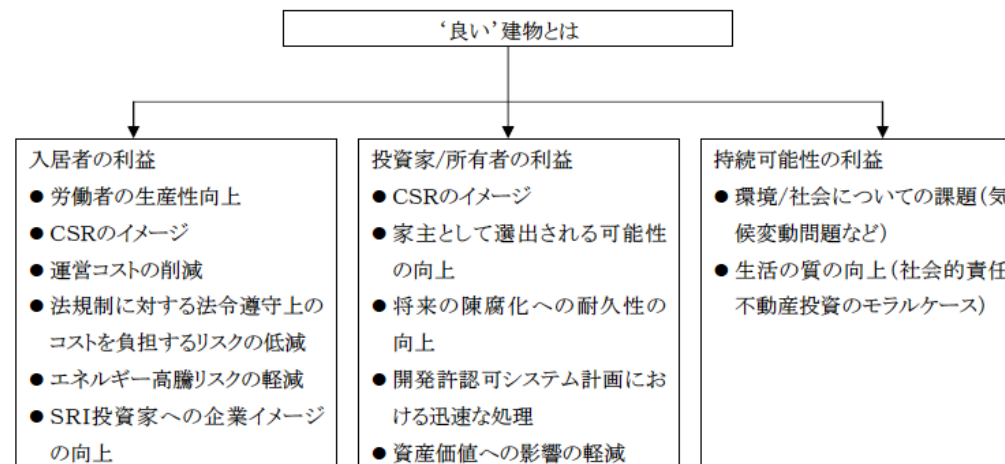 ‘良い’建物とは
入居者の利益
● 労働者の生産性向上
● CSRのイメージ
● 運営コストの削減
● 法規制に対する法令遵守上の
コストを負担するリスクの低減
● エネルギー高騰リスクの軽減
● SRI投資家への企業イメージ
の向上
投資家/所有者の利益
● CSRのイメージ
● 家主として選出される可能性
の向上
● 将来の陳腐化への耐久性の
向上
● 開発許認可システム計画にお
ける迅速な処理
● 資産価値への影響の軽減
持続可能性の利益
● 環境/社会についての課題(気
候変動問題など)
● 生活の質の向上(社会的責任
不動産投資のモラルケース)